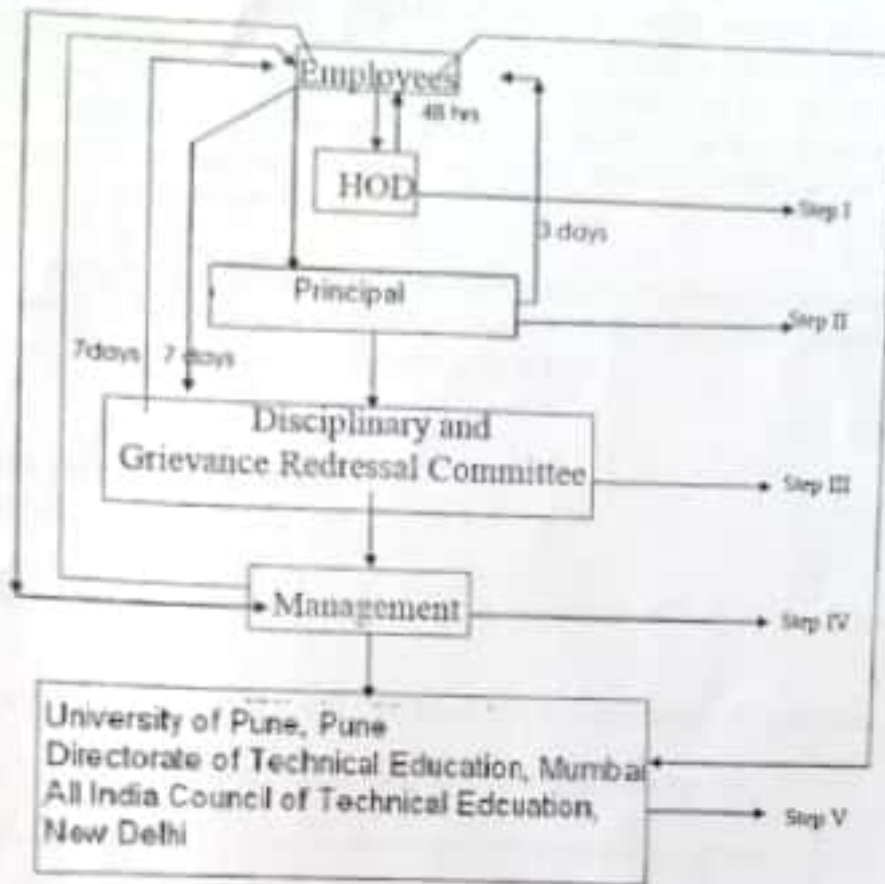 Employees
48 hrs
HOD
Step I
3 days
Principal
Step II
7days 7 days
Disciplinary and
Grievance Redressal Committee
Step III
Management
Step IV
University of Pune, Pune
Directorate of Technical Education, Mumbai
All India Council of Technical Edcuation,
New Delhi
Step V